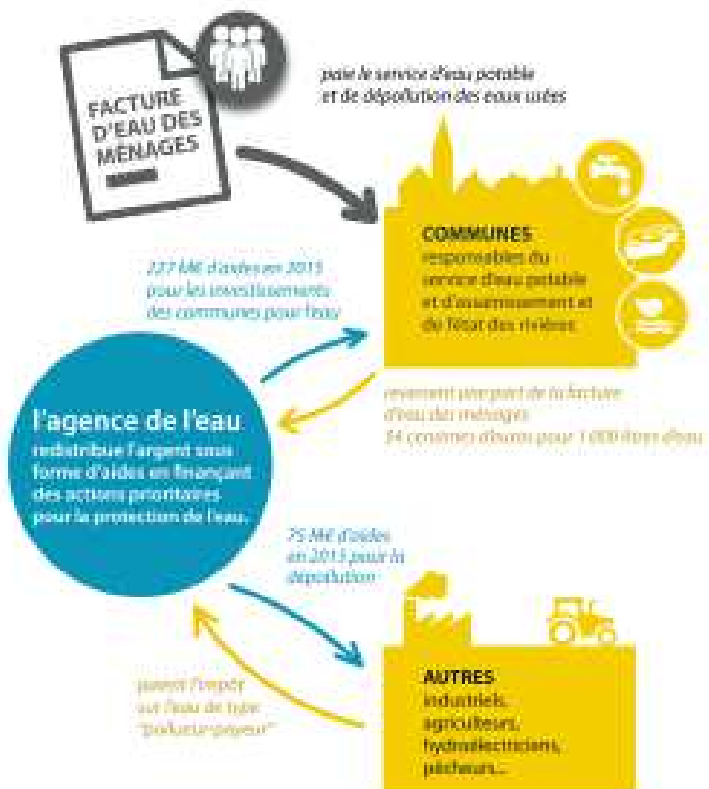 FACTURE
D'EAU DES
MÉNAGES
paie le service d'eau potable
et de dépollution des eaux usées
COMMUNES
responsables du
service d'eau potable
et d'assainissement et
de l'état des rivières
227 M€ d'aides en 2015
pour les investissements
des communes pour l'eau
reversent une part de la facture
d'eau des ménages
34 centimes d'euros pour 1 000 litres d'eau
l'agence de l'eau
redistribue l'argent sous
forme d'aides en finançant
des actions prioritaires
pour la protection de l'eau.
75 M€ d'aides
en 2015 pour la
dépollution
paient l'impôt
sur l'eau de type
"pollueur-payeur"
AUTRES
industriels,
agriculteurs,
hydroélectriciens,
pêcheurs...